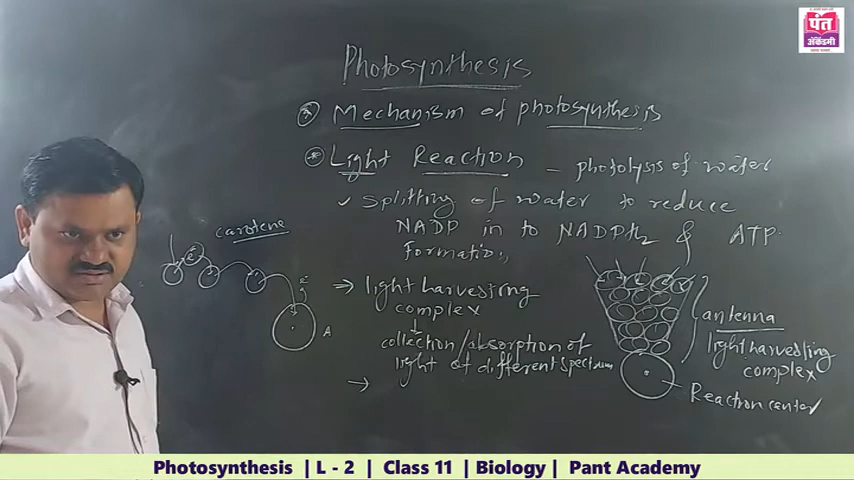 पंत
अ‍ॅकॅडमी
Photosynthesis
Mechanism of photosynthesis
Light Reaction - photolysis of water
✓ Splitting of water to reduce
NADP in to NADPH2 & ATP
formation,
carotene
e
e
A
→ light harvesting
complex
↓
collection/absorption of
light of different spectrum
→
antenna
light harvesting
complex
Reaction center
Photosynthesis | L - 2 | Class 11 | Biology | Pant Academy